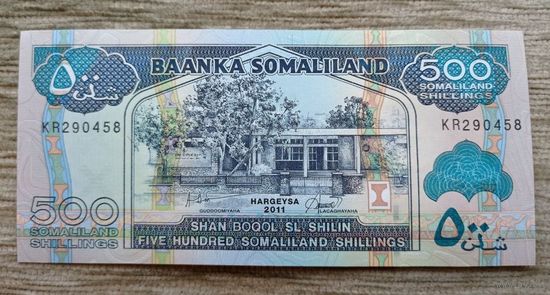 BAANKA SOMALILAND
٥٠٠
شلن
500
SOMALILAND
SHILLINGS
KR290458
KR290458
HARGEYSA
2011
GUDDOOMIYAHA
LACAGHAYAHA
500
SOMALILAND
SHILLINGS
SHAN BOQOL SL SHILIN
FIVE HUNDRED SOMALILAND SHILLINGS
٥٠٠
شلن